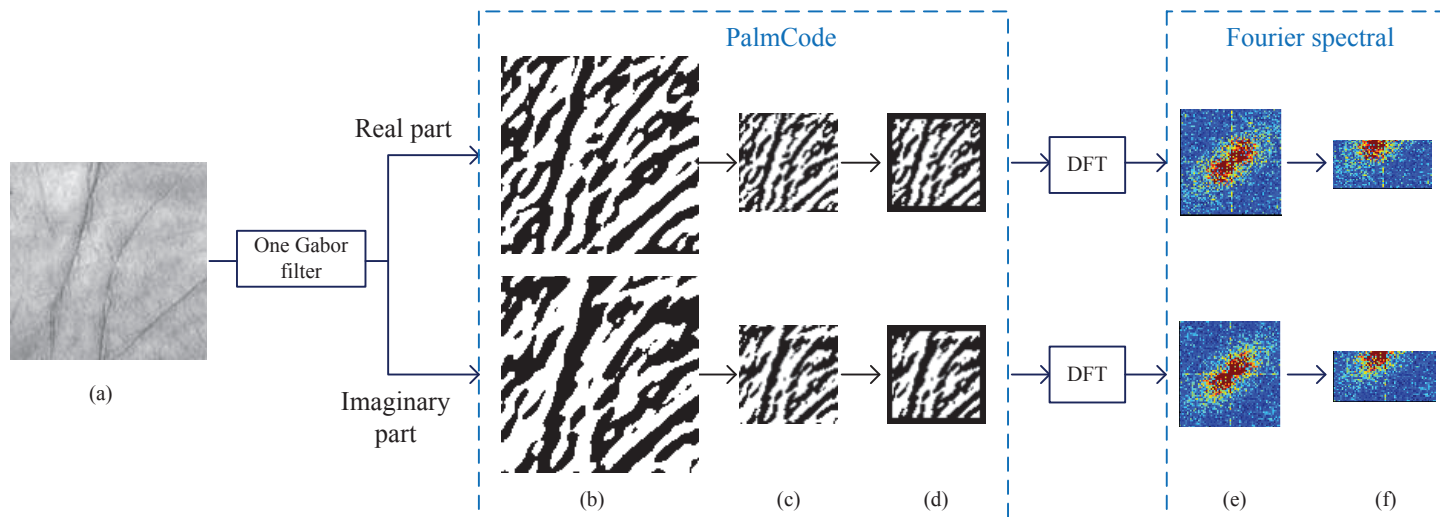 PalmCode
Fourier spectral
Real part
One Gabor
filter
DFT
Imaginary
part
DFT
(a)
(b)
(c)
(d)
(e)
(f)